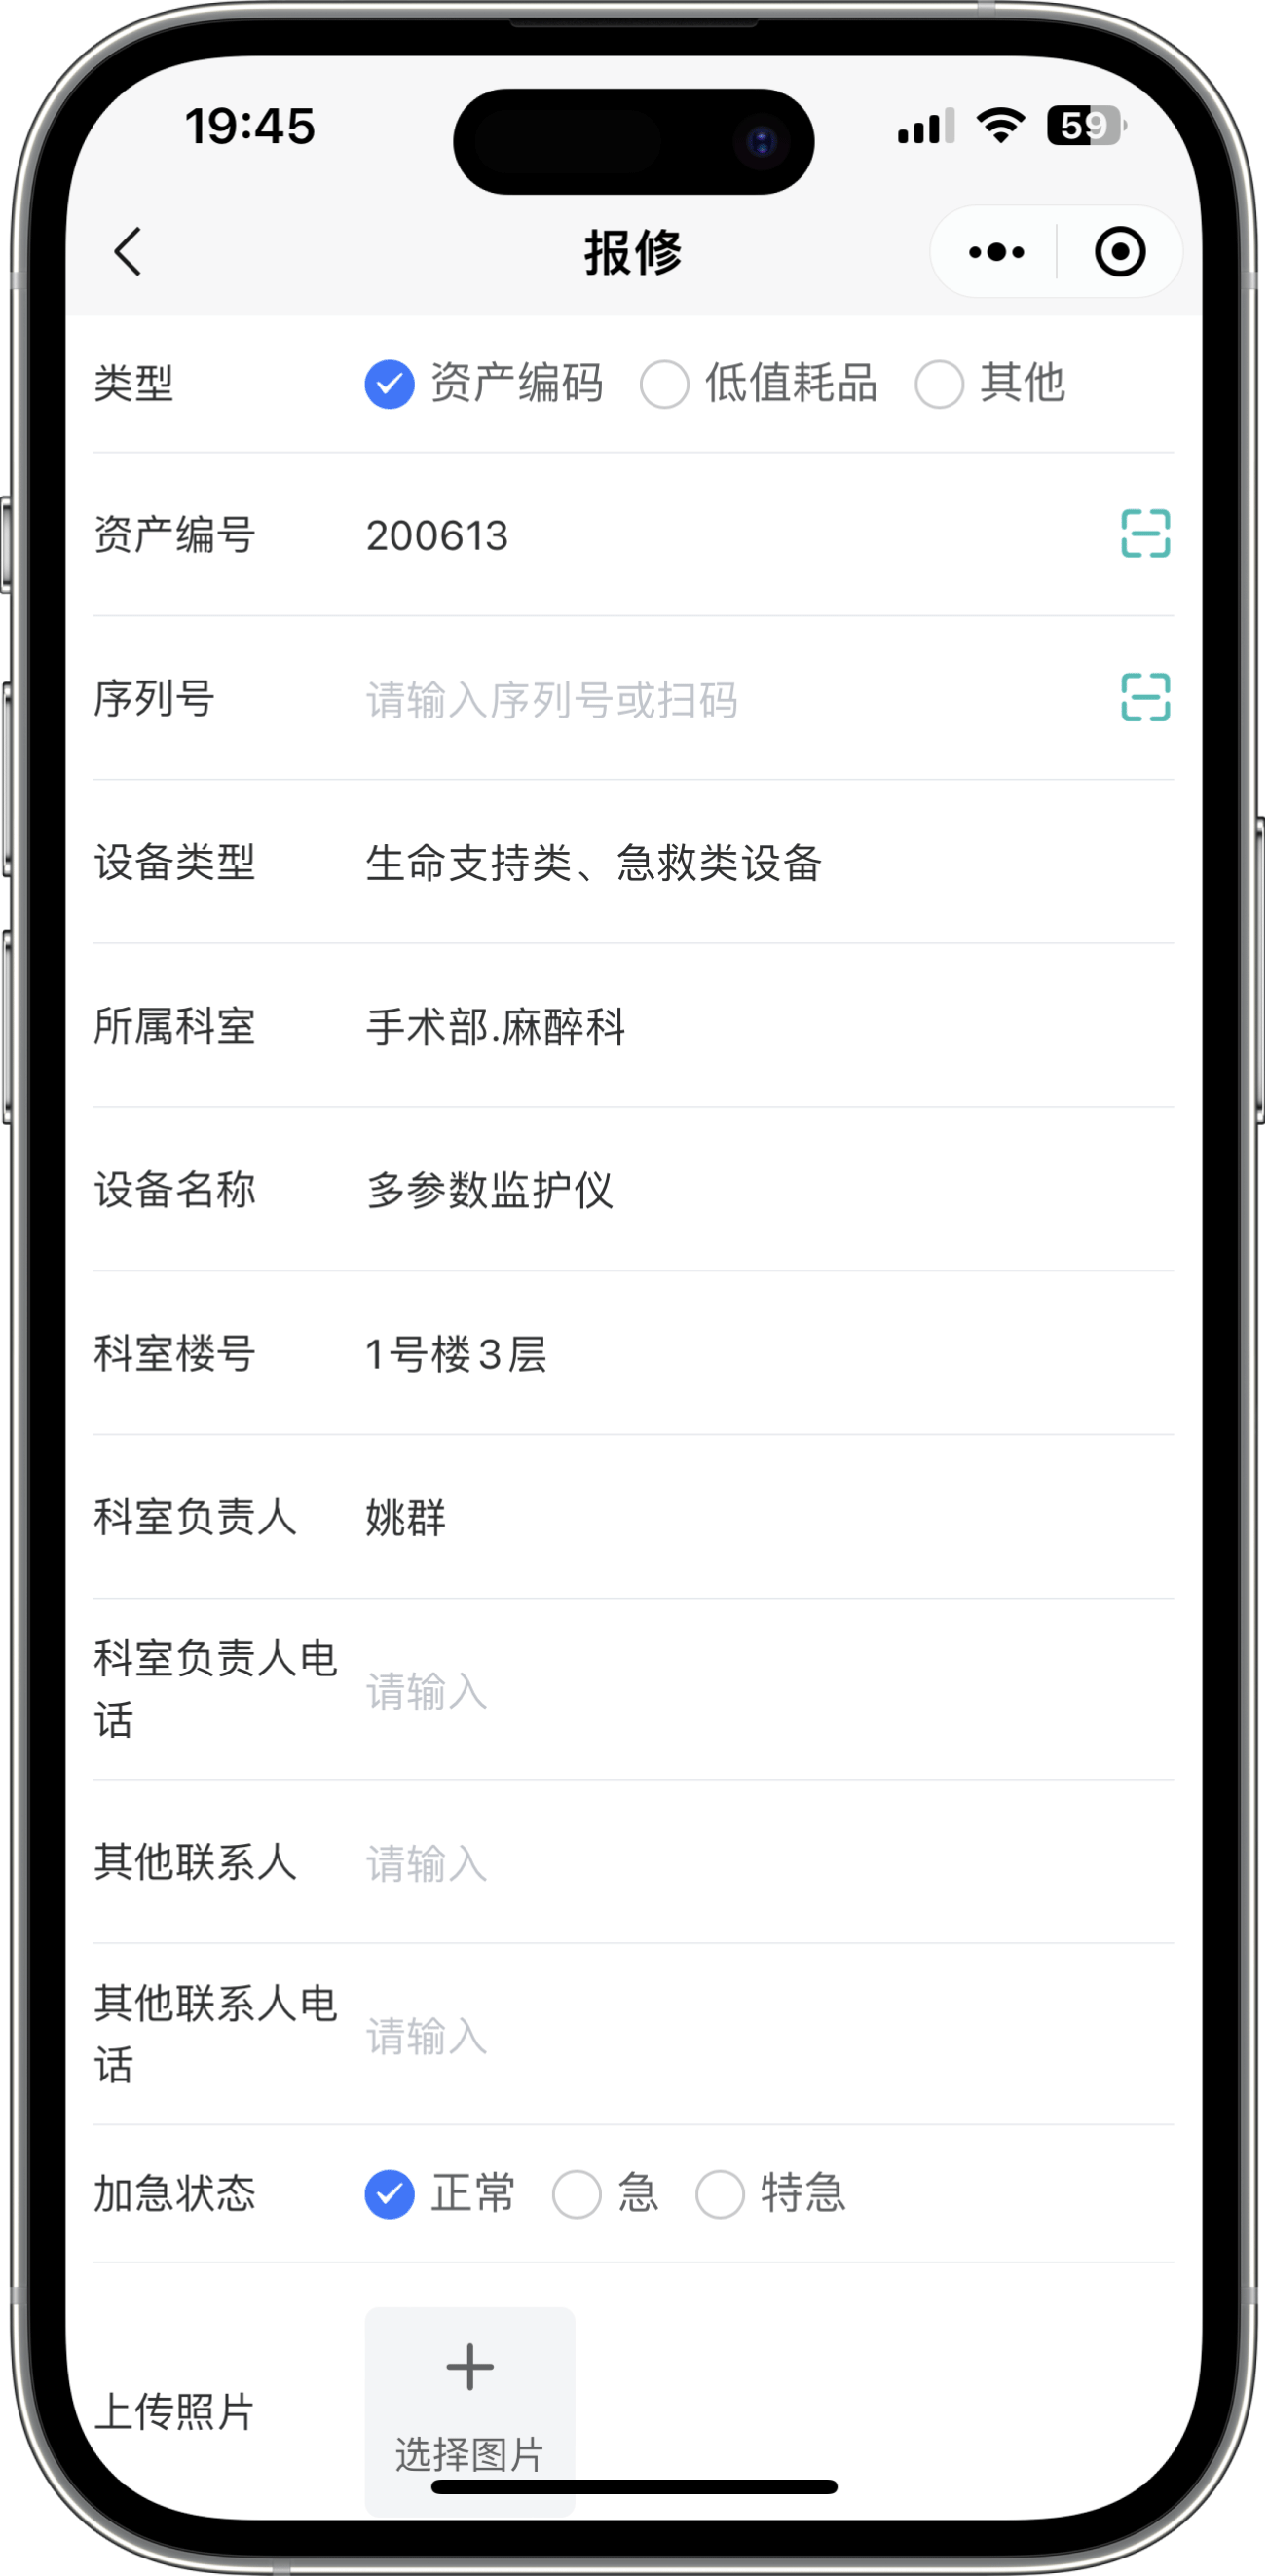 19:45
59
报修
类型 资产编码 低值耗品 其他
资产编号 200613
序列号 请输入序列号或扫码
设备类型 生命支持类、急救类设备
所属科室 手术部.麻醉科
设备名称 多参数监护仪
科室楼号 1号楼3层
科室负责人 姚群
科室负责人电
话
请输入
其他联系人 请输入
其他联系人电
话
请输入
加急状态 正常 急 特急
上传照片
选择图片